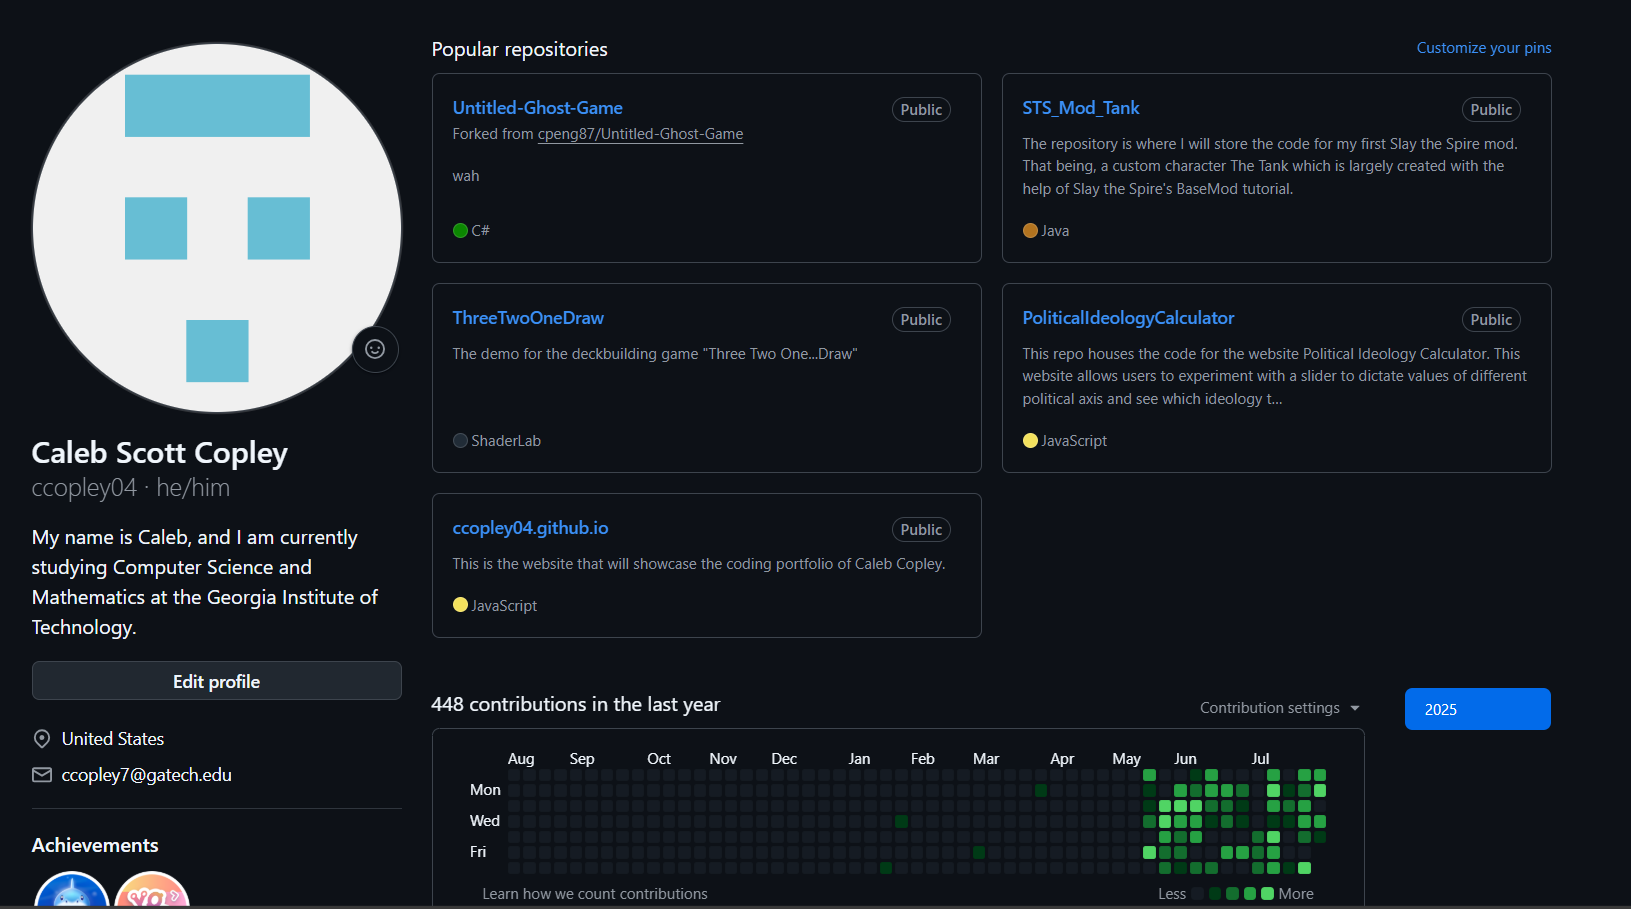 Popular repositories
Customize your pins
Untitled-Ghost-Game
Public
Forked from cpeng87/Untitled-Ghost-Game
wah
C#
STS_Mod_Tank
Public
The repository is where I will store the code for my first Slay the Spire mod.
That being, a custom character The Tank which is largely created with the
help of Slay the Spire's BaseMod tutorial.
Java
ThreeTwoOneDraw
Public
The demo for the deckbuilding game "Three Two One...Draw"
ShaderLab
PoliticalIdeologyCalculator
Public
This repo houses the code for the website Political Ideology Calculator. This
website allows users to experiment with a slider to dictate values of different
political axis and see which ideology t...
JavaScript
ccopley04.github.io
Public
This is the website that will showcase the coding portfolio of Caleb Copley.
JavaScript
Caleb Scott Copley
ccopley04 · he/him
My name is Caleb, and I am currently
studying Computer Science and
Mathematics at the Georgia Institute of
Technology.
Edit profile
United States
ccopley7@gatech.edu
Achievements
448 contributions in the last year
Contribution settings
2025
Aug Sep Oct Nov Dec Jan Feb Mar Apr May Jun Jul
Mon
Wed
Fri
Learn how we count contributions
Less
More